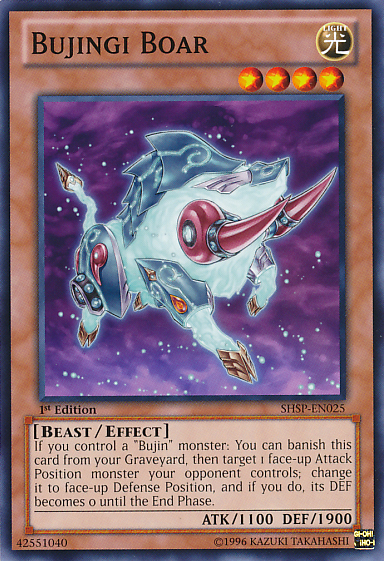 Bujingi Boar
LIGHT
光
1st Edition
SHSP-EN025
[Beast / Effect]
If you control a "Bujin" monster: You can banish
this card from your Graveyard, then target 1 face-up Attack
Position monster your opponent controls; change
it to face-up Defense Position, and if you do, its DEF
becomes 0 until the End Phase.
ATK/1100 DEF/1900
42551040
©1996 KAZUKI TAKAHASHI